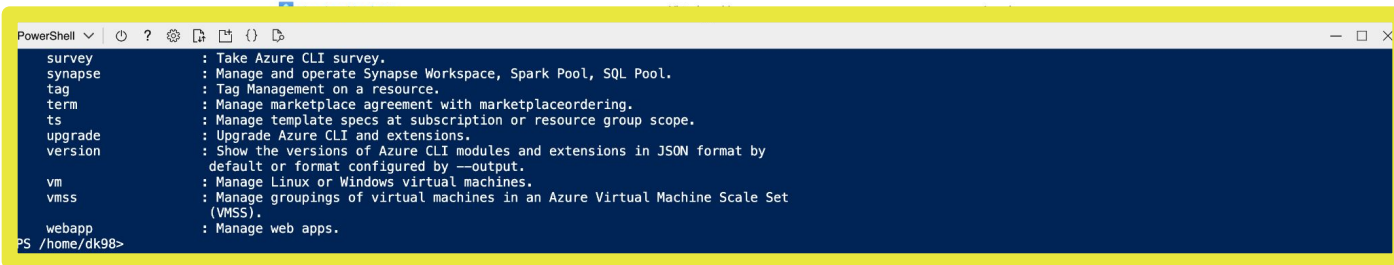 PowerShell
survey : Take Azure CLI survey.
synapse : Manage and operate Synapse Workspace, Spark Pool, SQL Pool.
tag : Tag Management on a resource.
term : Manage marketplace agreement with marketplaceordering.
ts : Manage template specs at subscription or resource group scope.
upgrade : Upgrade Azure CLI and extensions.
version : Show the versions of Azure CLI modules and extensions in JSON format by
default or format configured by --output.
vm : Manage Linux or Windows virtual machines.
vmss : Manage groupings of virtual machines in an Azure Virtual Machine Scale Set
(VMSS).
webapp : Manage web apps.
PS /home/dk98>